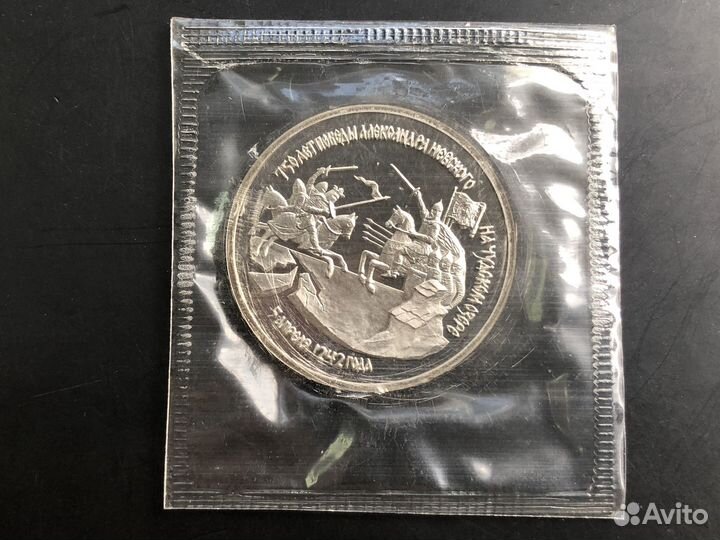 750 ЛЕТ ПОБЕДЫ АЛЕКСАНДРА НЕВСКОГО
НА ЧУДСКОМ ОЗЕРЕ
5 АПРЕЛЯ 1242 ГОДА
Avito